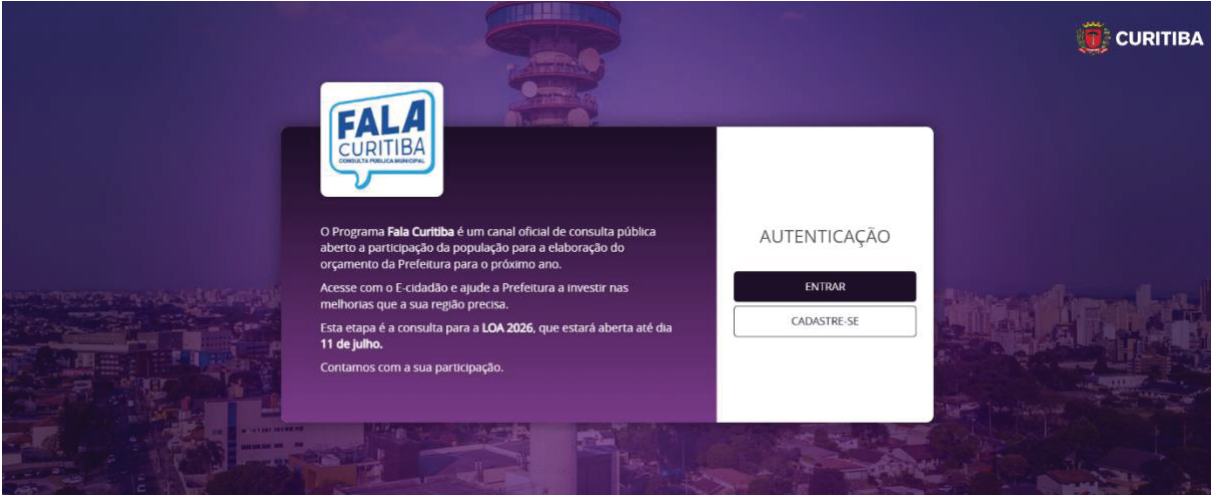 CURITIBA
FALA
CURITIBA
CONSULTA PÚBLICA MUNICIPAL
O Programa Fala Curitiba é um canal oficial de consulta pública
aberto a participação da população para a elaboração do
orçamento da Prefeitura para o próximo ano.
Acesse com o E-cidadão e ajude a Prefeitura a investir nas
melhorias que a sua região precisa.
Esta etapa é a consulta para a LOA 2026, que estará aberta até dia
11 de julho.
Contamos com a sua participação.
AUTENTICAÇÃO
ENTRAR
CADASTRE-SE